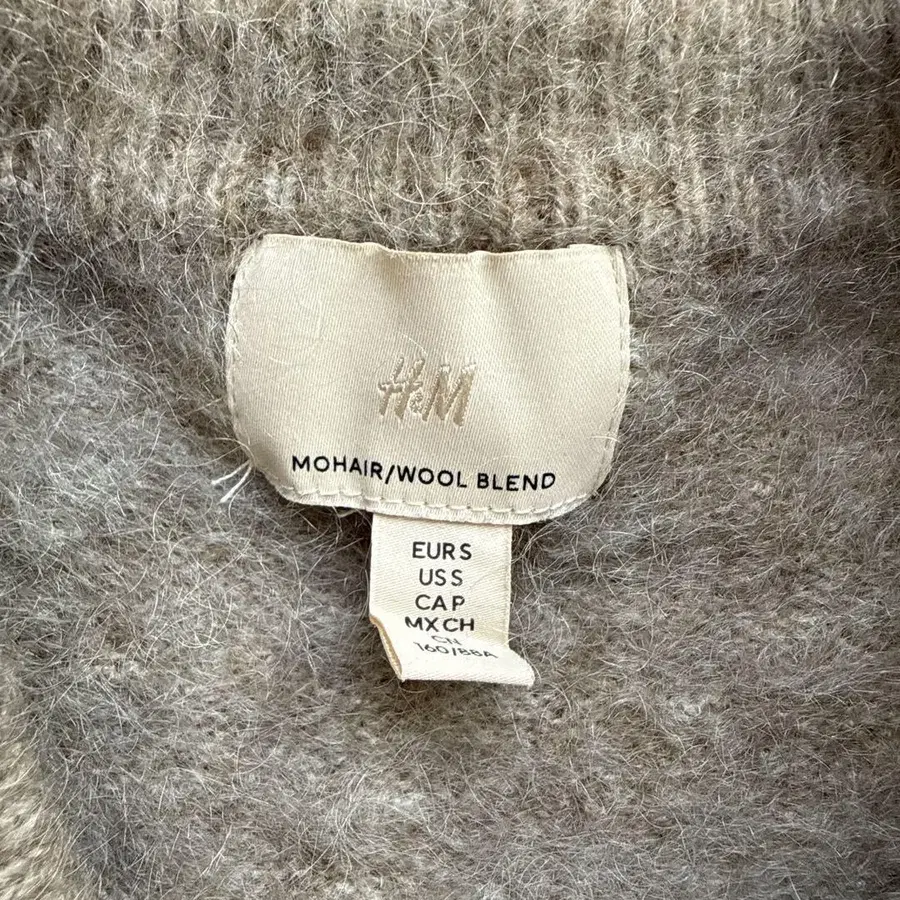 H&M
MOHAIR/WOOL BLEND
EUR S
US S
CA P
MX CH
CN
160/88A